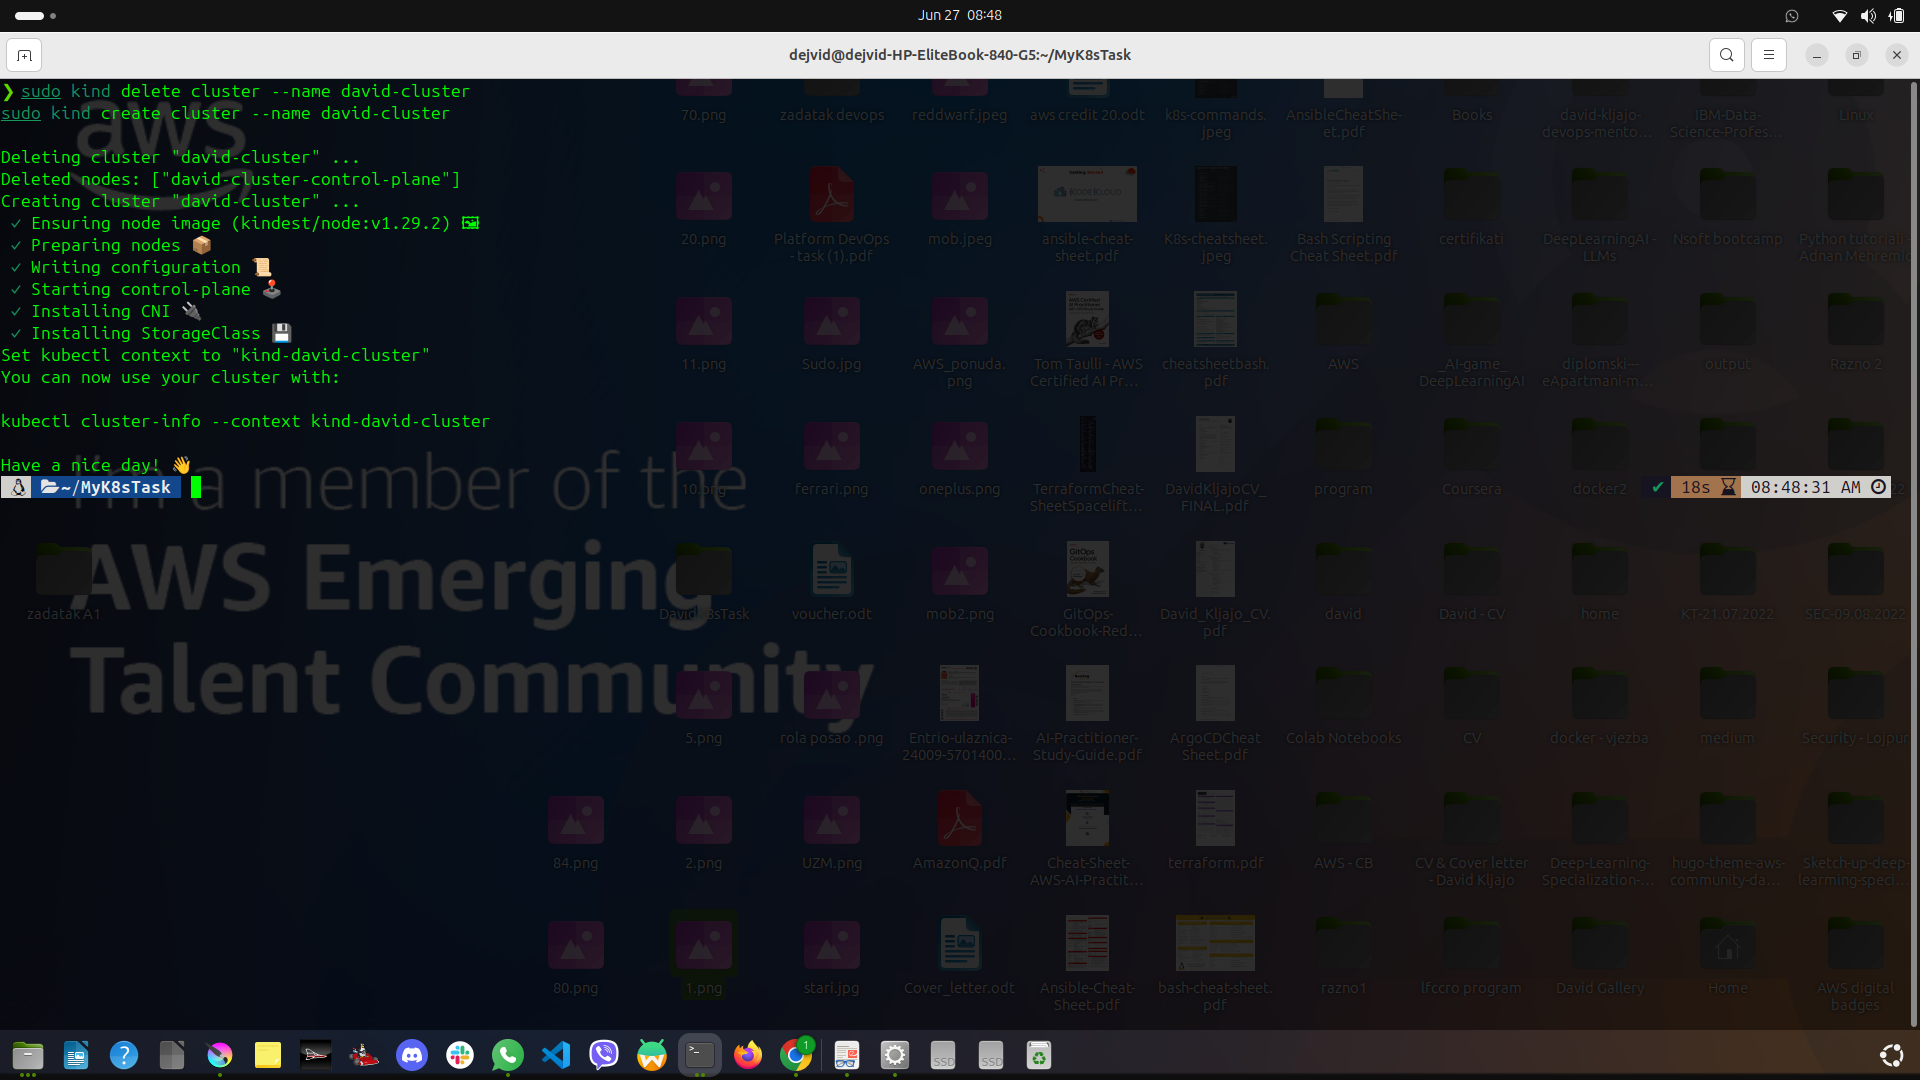 Jun 27 08:48
dejvid@dejvid-HP-EliteBook-840-G5:~/MyK8sTask
❯ sudo kind delete cluster --name david-cluster
sudo kind create cluster --name david-cluster
Deleting cluster "david-cluster" ...
Deleted nodes: ["david-cluster-control-plane"]
Creating cluster "david-cluster" ...
✓ Ensuring node image (kindest/node:v1.29.2) 🖼
✓ Preparing nodes 📦
✓ Writing configuration 📜
✓ Starting control-plane 🕹️
✓ Installing CNI 🔌
✓ Installing StorageClass 💾
Set kubectl context to "kind-david-cluster"
You can now use your cluster with:
kubectl cluster-info --context kind-david-cluster
Have a nice day! 👋
~/MyK8sTask
✔ 18s 08:48:31 AM
aws
I'm a member of the
AWS Emerging
Talent Community
70.png
zadatak devops
reddwarf.jpeg
aws credit 20.odt
k8s-commands.
jpeg
AnsibleCheatShe-
et.pdf
Books
david-kljajo-
devops-mento...
IBM-Data-
Science-Profes...
Linux
20.png
Platform DevOps
- task (1).pdf
mob.jpeg
ansible-cheat-
sheet.pdf
K8s-cheatsheet.
jpeg
Bash Scripting
Cheat Sheet.pdf
certifikati
DeepLearningAI -
LLMs
Nsoft bootcamp
Python tutorijali -
Adnan Mehremic
11.png
Sudo.jpg
AWS_ponuda.
png
Tom Taulli - AWS
Certified AI Pr...
cheatsheetbash.
pdf
AWS
_AI-game_
DeepLearningAI
diplomski---
eApartmani-m...
output
Razno 2
10.png
ferrari.png
oneplus.png
TerraformCheat-
SheetSpacelift...
DavidKljajoCV_
FINAL.pdf
program
Coursera
docker2
zadatak A1
DavidK8sTask
voucher.odt
mob2.png
GitOps-
Cookbook-Red...
David_Kljajo_CV.
pdf
david
David - CV
home
KT-21.07.2022
SEC-09.08.2022
5.png
rola posao .png
Entrio-ulaznica-
24009-5701400...
AI-Practitioner-
Study-Guide.pdf
ArgoCDCheat
Sheet.pdf
Colab Notebooks
CV
docker - vjezba
medium
Security - Lojpur
84.png
2.png
UZM.png
AmazonQ.pdf
Cheat-Sheet-
AWS-AI-Practit...
terraform.pdf
AWS - CB
CV & Cover letter
- David Kljajo
Deep-Learning-
Specialization-...
hugo-theme-aws-
community-da...
Sketch-up-deep-
learning-speci...
80.png
1.png
stari.jpg
Cover_letter.odt
Ansible-Cheat-
Sheet.pdf
bash-cheat-sheet.
pdf
razno1
lfccro program
David Gallery
Home
AWS digital
badges
1
SSD
SSD